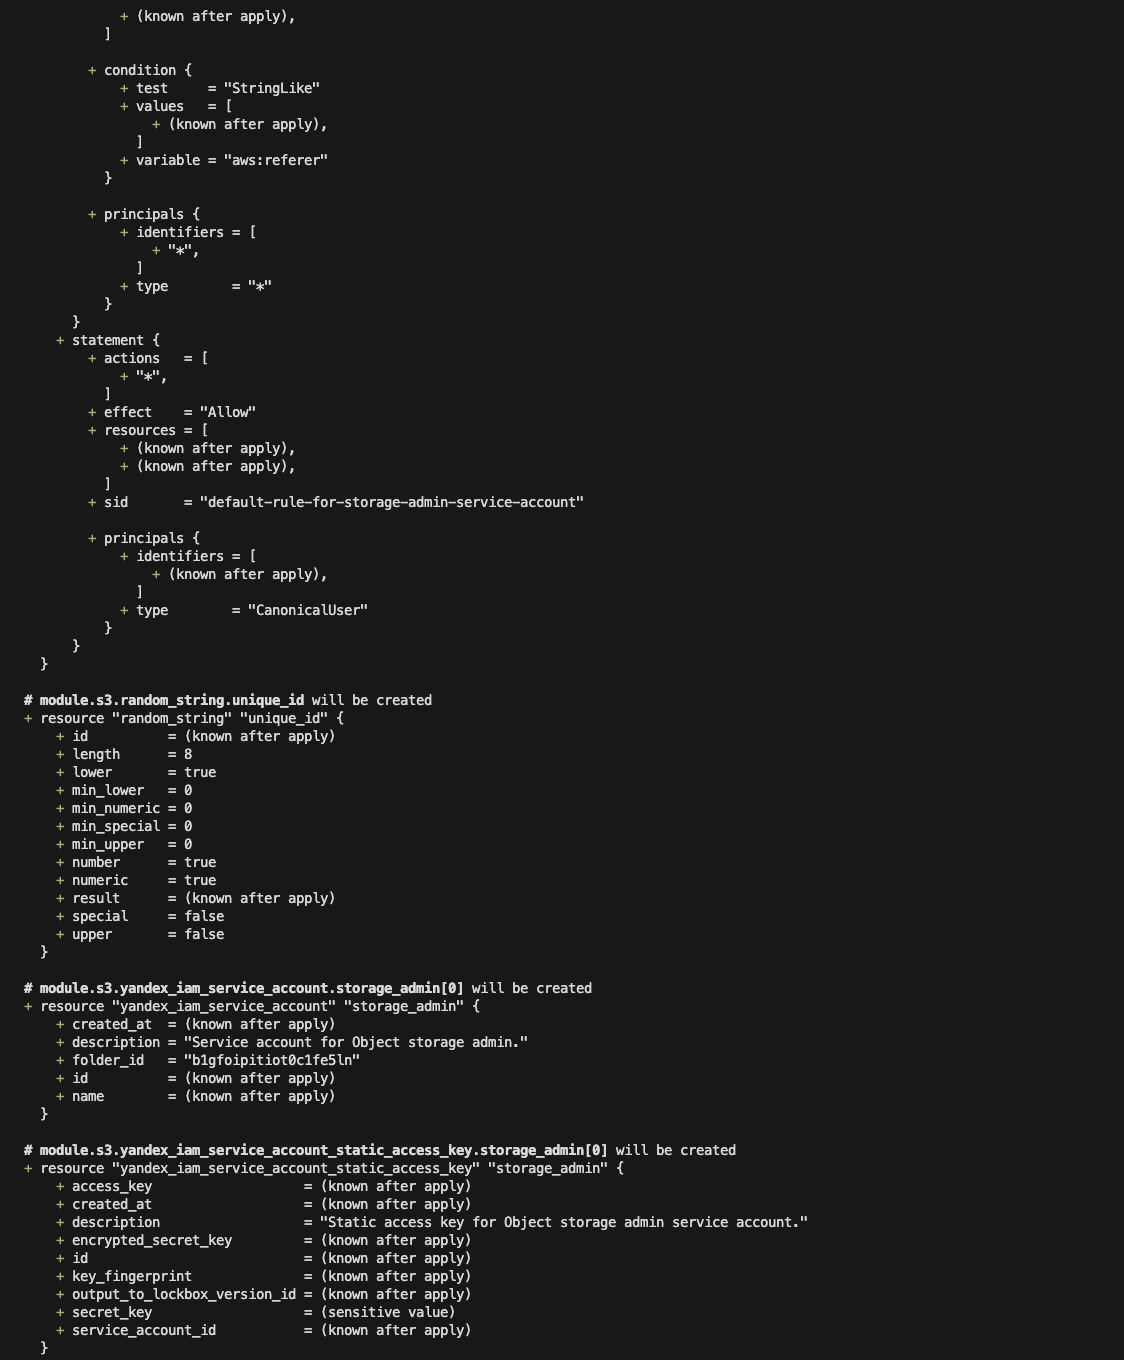 + (known after apply),
          ]

        + condition {
            + test     = "StringLike"
            + values   = [
                + (known after apply),
              ]
            + variable = "aws:referer"
          }

        + principals {
            + identifiers = [
                + "*",
              ]
            + type        = "*"
          }
      }
    + statement {
        + actions   = [
            + "*",
          ]
        + effect    = "Allow"
        + resources = [
            + (known after apply),
            + (known after apply),
          ]
        + sid       = "default-rule-for-storage-admin-service-account"

        + principals {
            + identifiers = [
                + (known after apply),
              ]
            + type        = "CanonicalUser"
          }
      }
  }

# module.s3.random_string.unique_id will be created
+ resource "random_string" "unique_id" {
    + id          = (known after apply)
    + length      = 8
    + lower       = true
    + min_lower   = 0
    + min_numeric = 0
    + min_special = 0
    + min_upper   = 0
    + number      = true
    + numeric     = true
    + result      = (known after apply)
    + special     = false
    + upper       = false
  }

# module.s3.yandex_iam_service_account.storage_admin[0] will be created
+ resource "yandex_iam_service_account" "storage_admin" {
    + created_at  = (known after apply)
    + description = "Service account for Object storage admin."
    + folder_id   = "b1gfoipitiot0c1fe5ln"
    + id          = (known after apply)
    + name        = (known after apply)
  }

# module.s3.yandex_iam_service_account_static_access_key.storage_admin[0] will be created
+ resource "yandex_iam_service_account_static_access_key" "storage_admin" {
    + access_key                   = (known after apply)
    + created_at                   = (known after apply)
    + description                  = "Static access key for Object storage admin service account."
    + encrypted_secret_key         = (known after apply)
    + id                           = (known after apply)
    + key_fingerprint              = (known after apply)
    + output_to_lockbox_version_id = (known after apply)
    + secret_key                   = (sensitive value)
    + service_account_id           = (known after apply)
  }